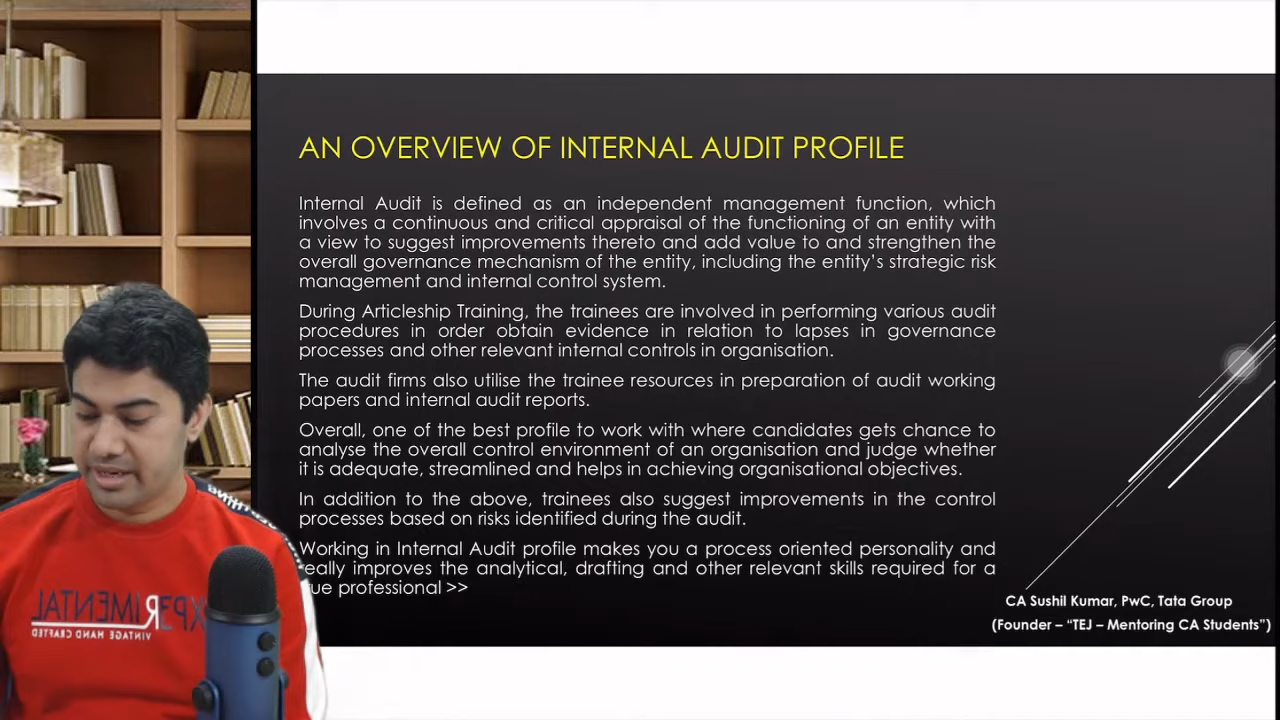 AN OVERVIEW OF INTERNAL AUDIT PROFILE
Internal Audit is defined as an independent management function, which
involves a continuous and critical appraisal of the functioning of an entity with
a view to suggest improvements thereto and add value to and strengthen the
overall governance mechanism of the entity, including the entity's strategic risk
management and internal control system.
During Articleship Training, the trainees are involved in performing various audit
procedures in order obtain evidence in relation to lapses in governance
processes and other relevant internal controls in organisation.
The audit firms also utilise the trainee resources in preparation of audit working
papers and internal audit reports.
Overall, one of the best profile to work with where candidates gets chance to
analyse the overall control environment of an organisation and judge whether
it is adequate, streamlined and helps in achieving organisational objectives.
In addition to the above, trainees also suggest improvements in the control
processes based on risks identified during the audit.
Working in Internal Audit profile makes you a process oriented personality and
really improves the analytical, drafting and other relevant skills required for a
true professional >>
CA Sushil Kumar, PwC, Tata Group
(Founder – “TEJ – Mentoring CA Students”)
EXPERIMENTAL
VINTAGE HAND CRAFTED